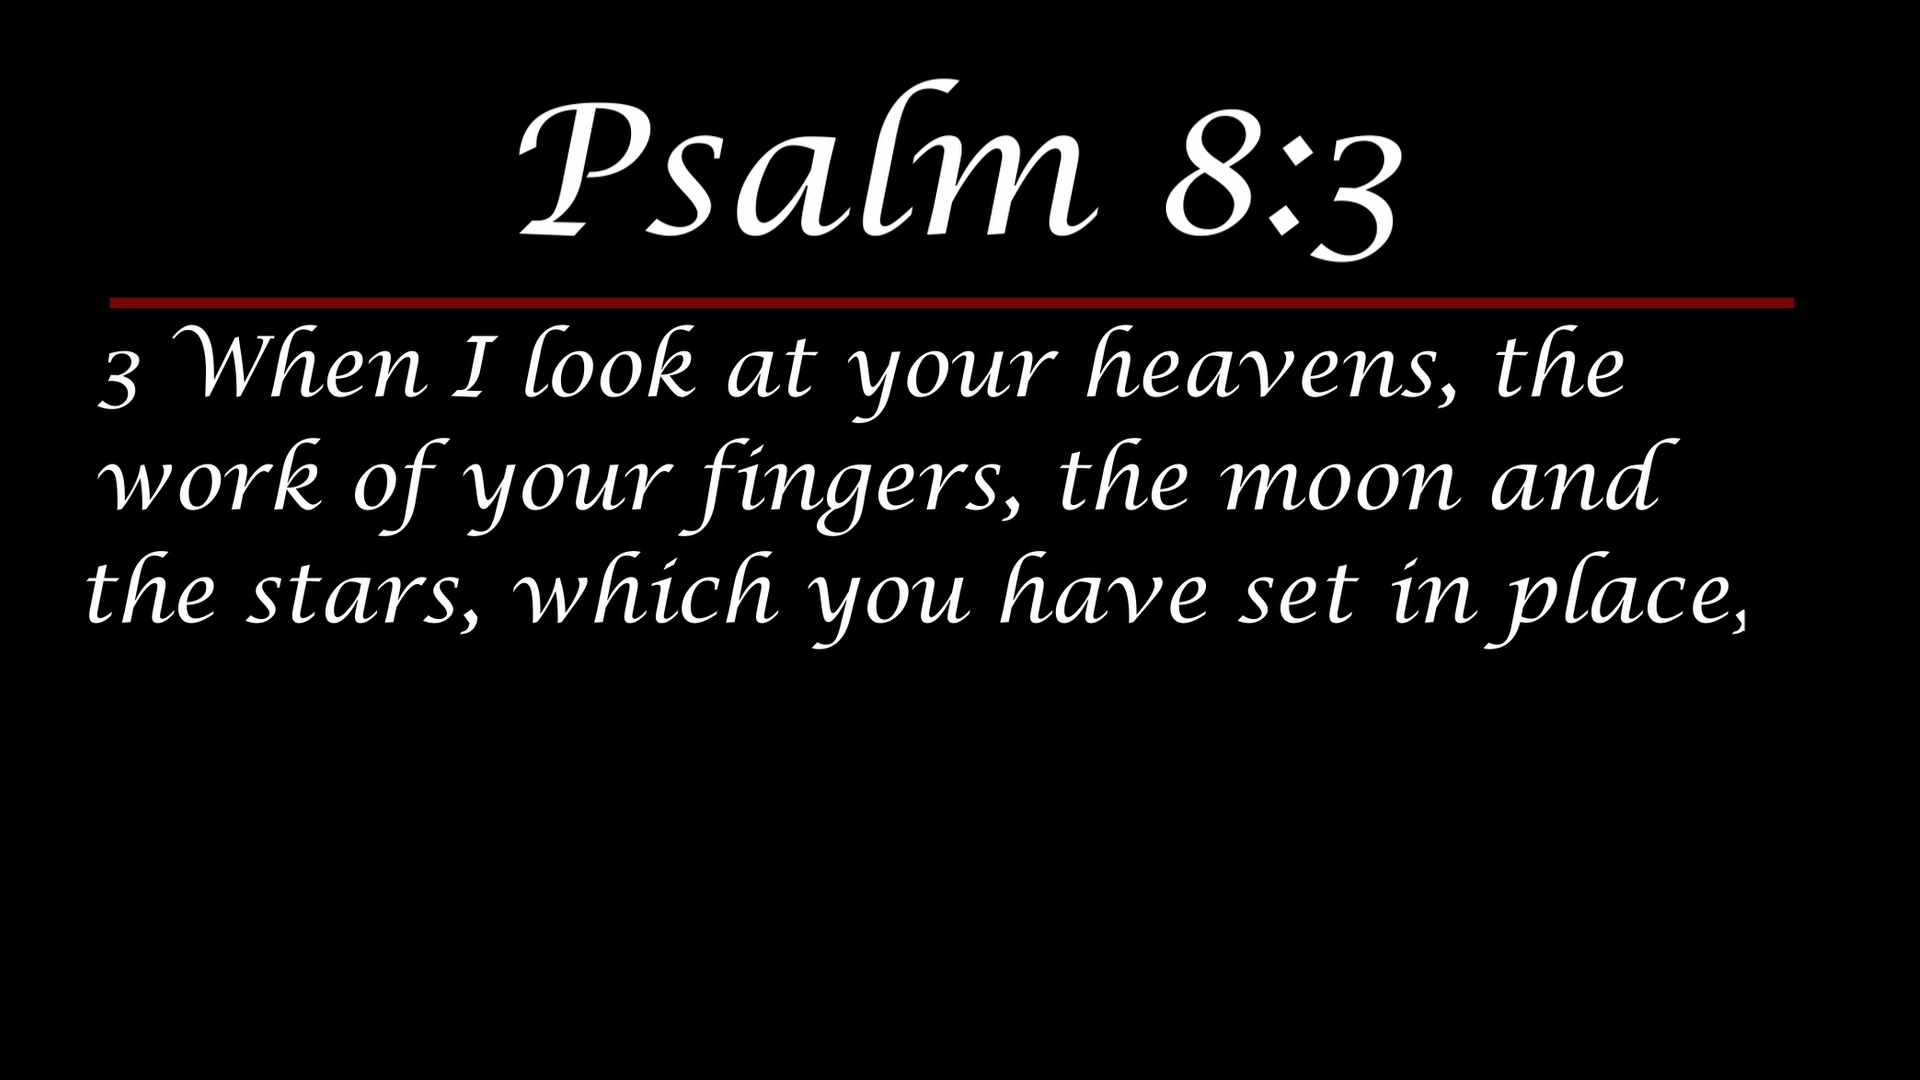 Psalm 8:3
3 When I look at your heavens, the
work of your fingers, the moon and
the stars, which you have set in place,